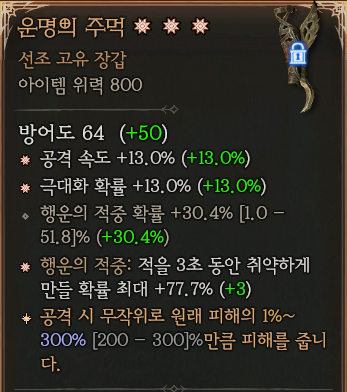 운명의 주먹
선조 고유 장갑
아이템 위력 800
방어도 64 (+50)
공격 속도 +13.0% (+13.0%)
극대화 확률 +13.0% (+13.0%)
행운의 적중 확률 +30.4% [1.0 -
51.8]% (+30.4%)
행운의 적중: 적을 3초 동안 취약하게
만들 확률 최대 +77.7% (+3)
공격 시 무작위로 원래 피해의 1%~
300% [200 - 300]%만큼 피해를 줍니
다.